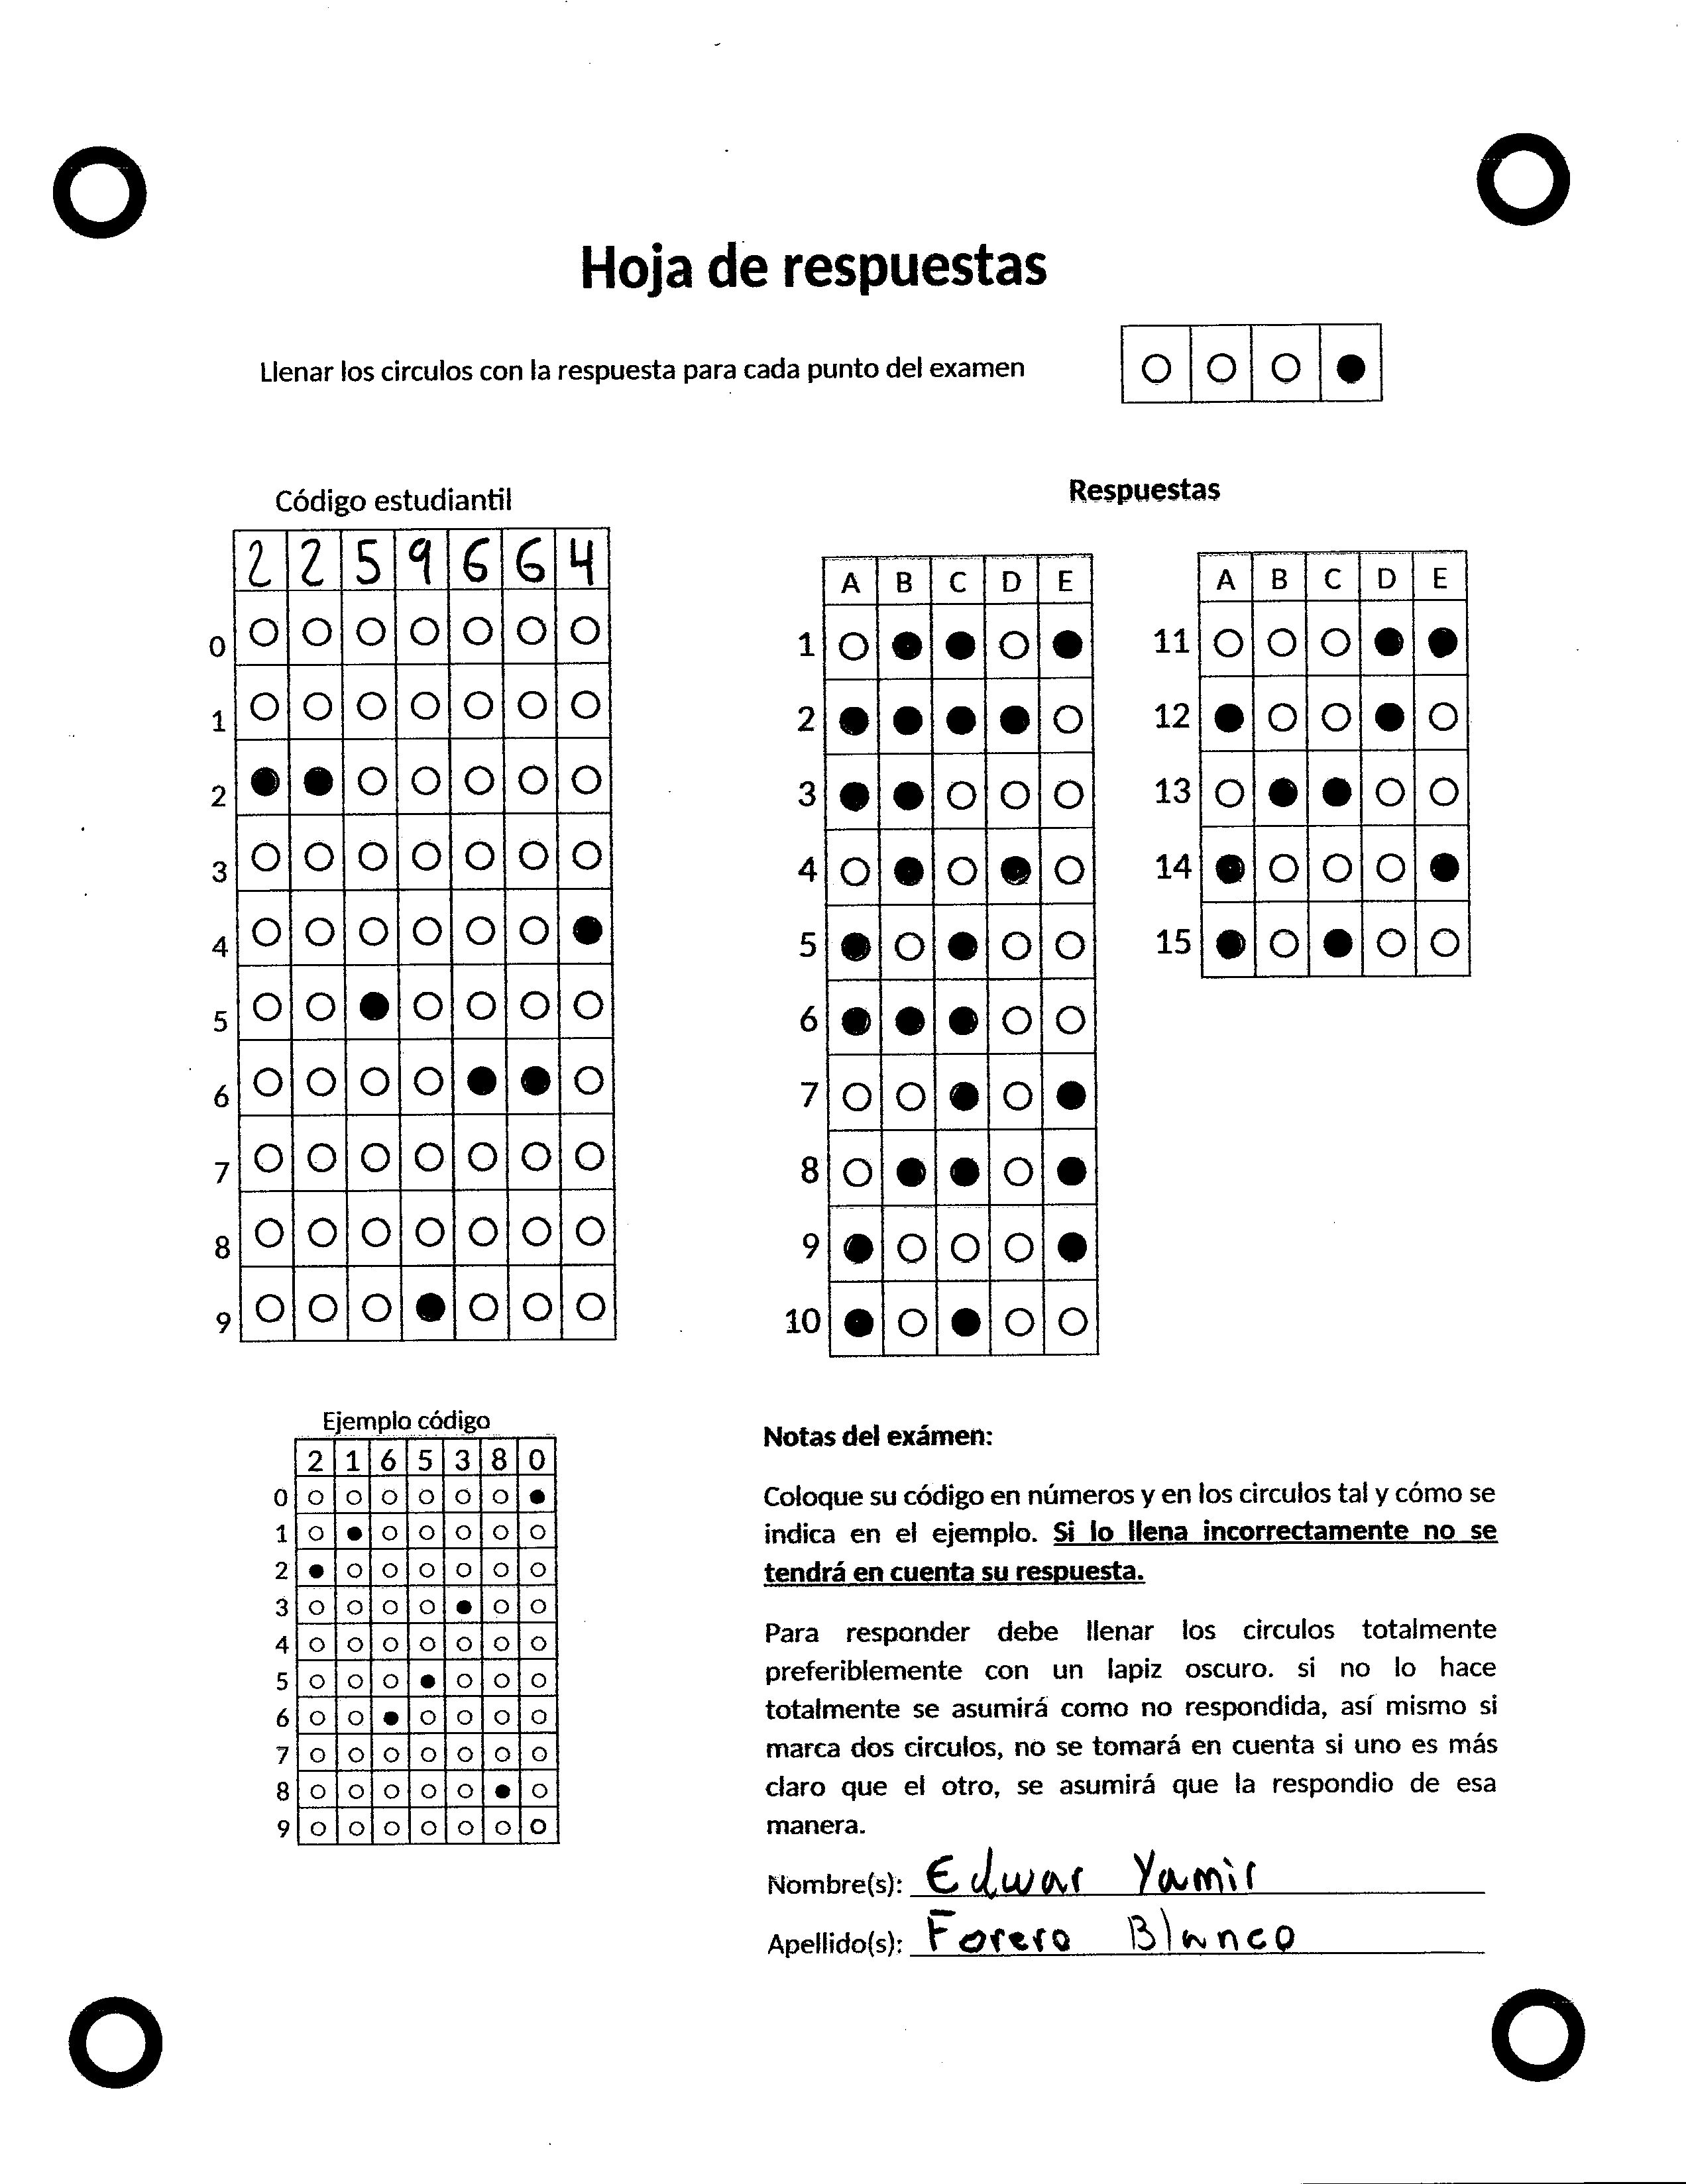 Hoja de respuestas
Llenar los circulos con la respuesta para cada punto del examen
Código estudiantil
2 2 5 9 6 6 4
0
1
2
3
4
5
6
7
8
9
Respuestas
A B C D E
1
2
3
4
5
6
7
8
9
10
A B C D E
11
12
13
14
15
Ejemplo código
2 1 6 5 3 8 0
0
1
2
3
4
5
6
7
8
9
Notas del exámen:
Coloque su código en números y en los circulos tal y cómo se
indica en el ejemplo. Si lo llena incorrectamente no se
tendrá en cuenta su respuesta.
Para responder debe llenar los circulos totalmente
preferiblemente con un lapiz oscuro. si no lo hace
totalmente se asumirá como no respondida, así mismo si
marca dos circulos, no se tomará en cuenta si uno es más
claro que el otro, se asumirá que la respondio de esa
manera.
Nombre(s): Edwar Yamir
Apellido(s): Forero Blanco